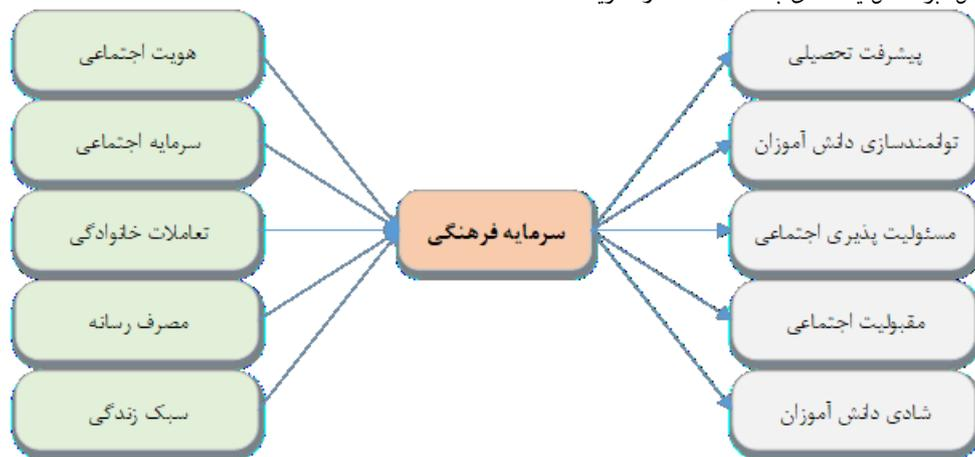 هویت اجتماعی
سرمایه اجتماعی
تعاملات خانوادگی
مصرف رسانه
سبک زندگی
سرمایه فرهنگی
پیشرفت تحصیلی
توانمندسازی دانش آموزان
مسئولیت پذیری اجتماعی
مقبولیت اجتماعی
شادی دانش آموزان